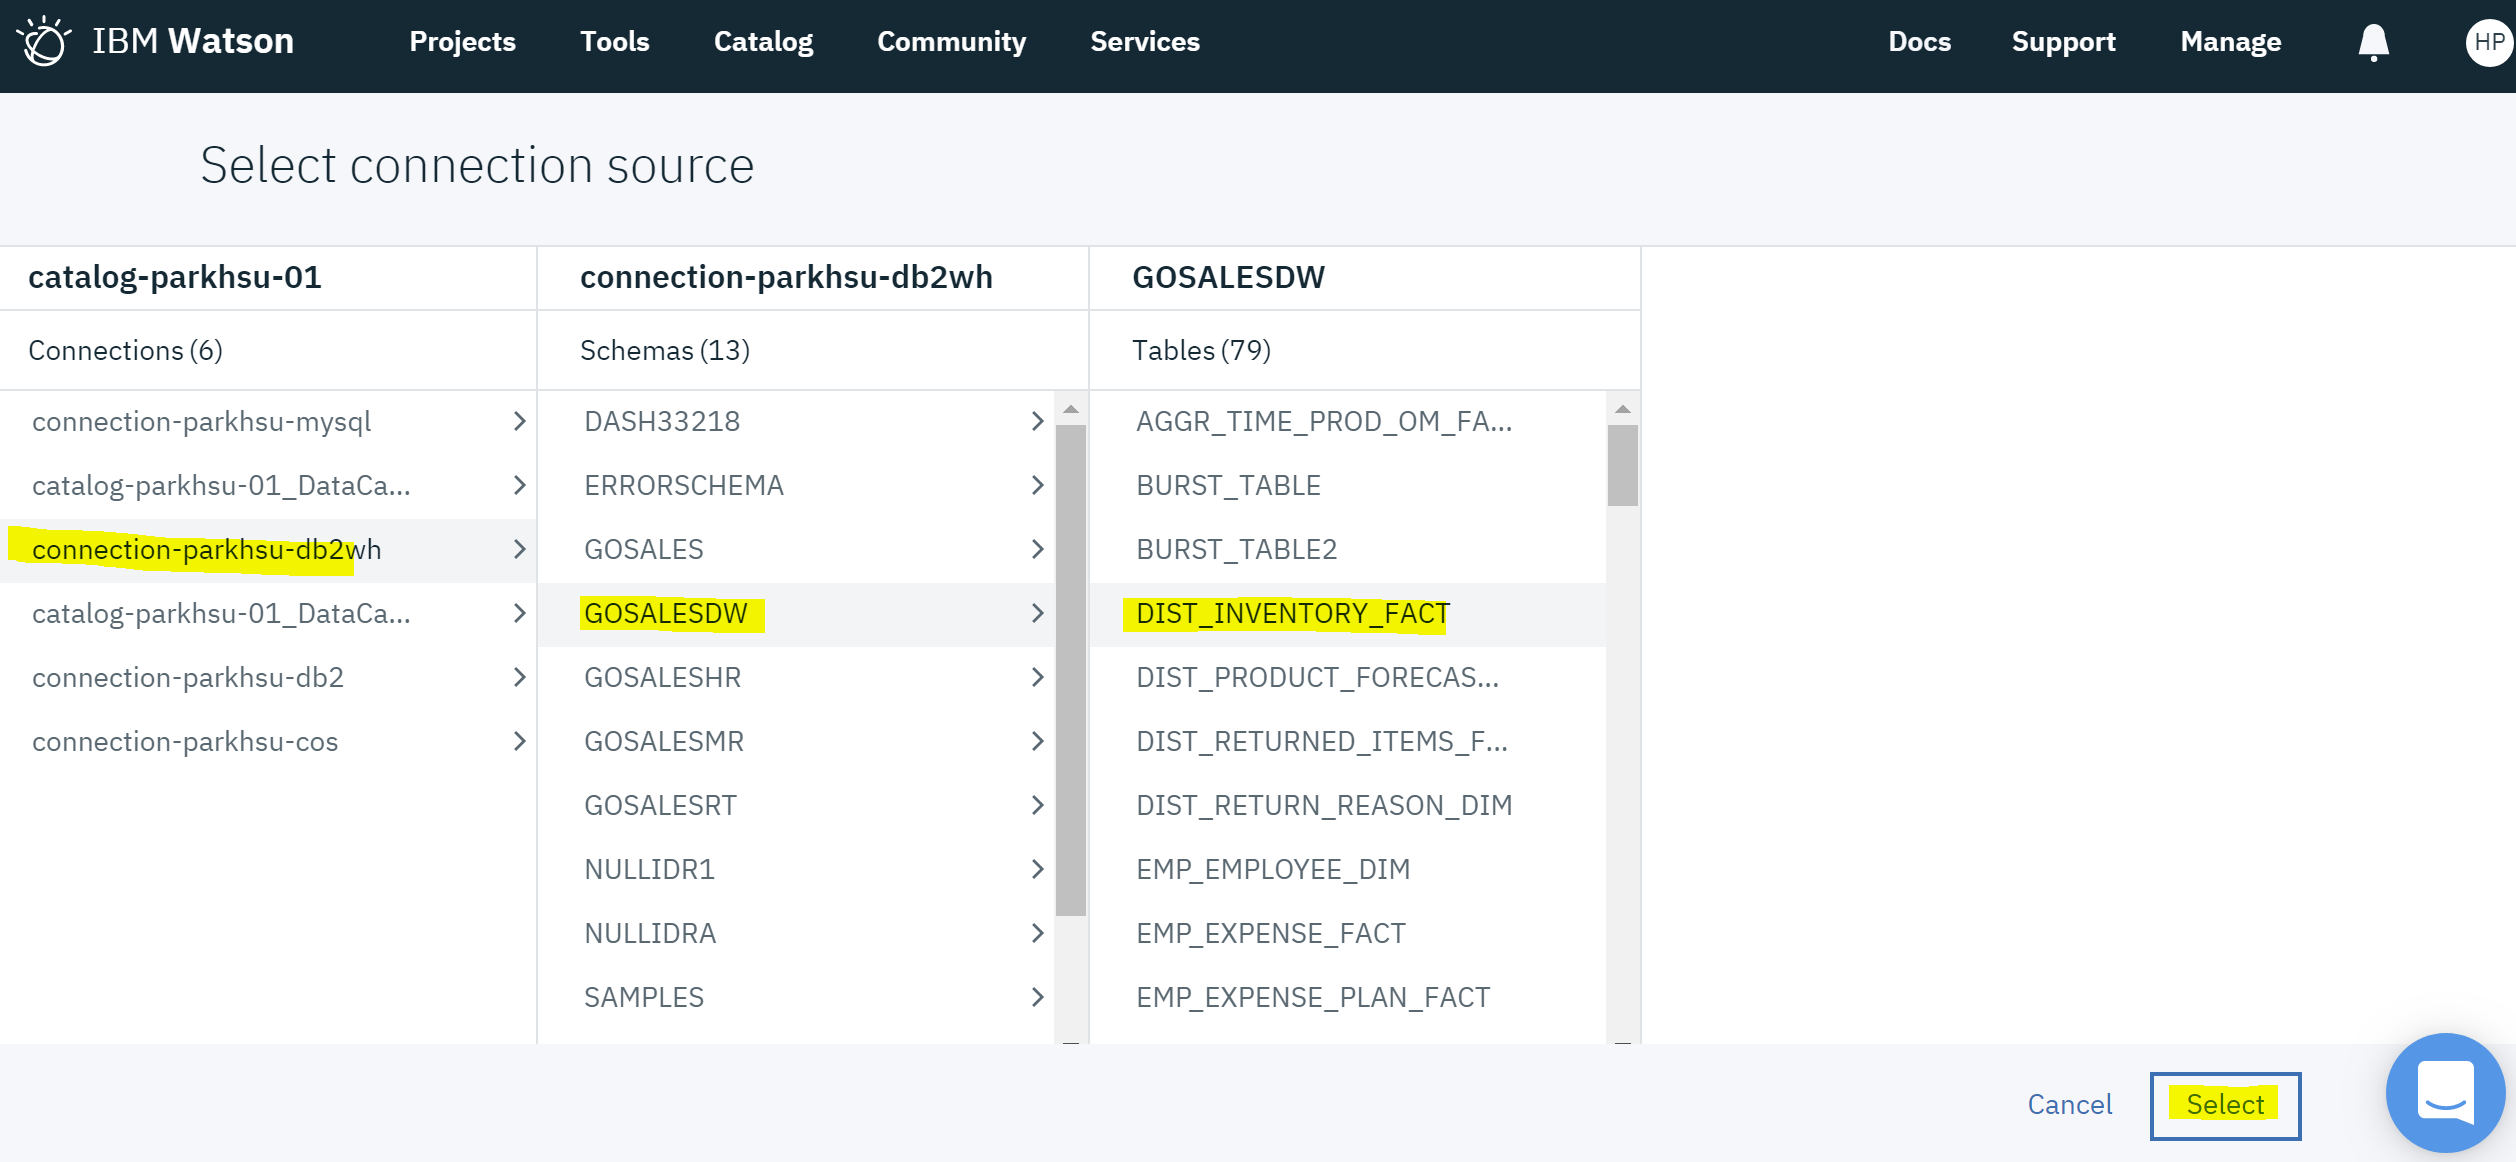 IBM Watson Projects Tools Catalog Community Services Docs Support Manage HP
Select connection source
catalog-parkhsu-01
Connections (6)
connection-parkhsu-mysql
catalog-parkhsu-01_DataCa...
connection-parkhsu-db2wh
catalog-parkhsu-01_DataCa...
connection-parkhsu-db2
connection-parkhsu-cos
connection-parkhsu-db2wh
Schemas (13)
DASH33218
ERRORSCHEMA
GOSALES
GOSALESDW
GOSALESHR
GOSALESMR
GOSALESRT
NULLIDR1
NULLIDRA
SAMPLES
GOSALESDW
Tables (79)
AGGR_TIME_PROD_OM_FA...
BURST_TABLE
BURST_TABLE2
DIST_INVENTORY_FACT
DIST_PRODUCT_FORECAS...
DIST_RETURNED_ITEMS_F...
DIST_RETURN_REASON_DIM
EMP_EMPLOYEE_DIM
EMP_EXPENSE_FACT
EMP_EXPENSE_PLAN_FACT
Cancel Select